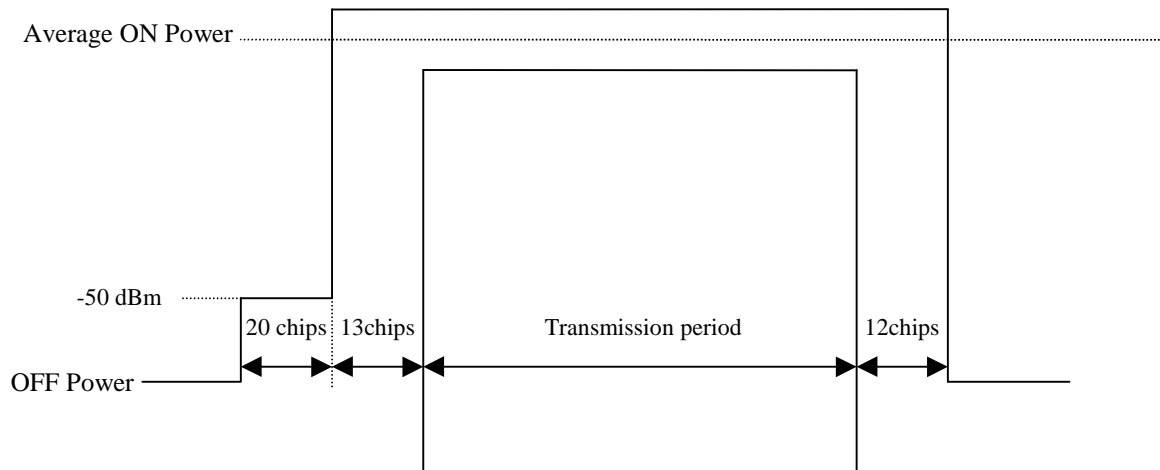 Average ON Power
-50 dBm
20 chips
13chips
Transmission period
12chips
OFF Power